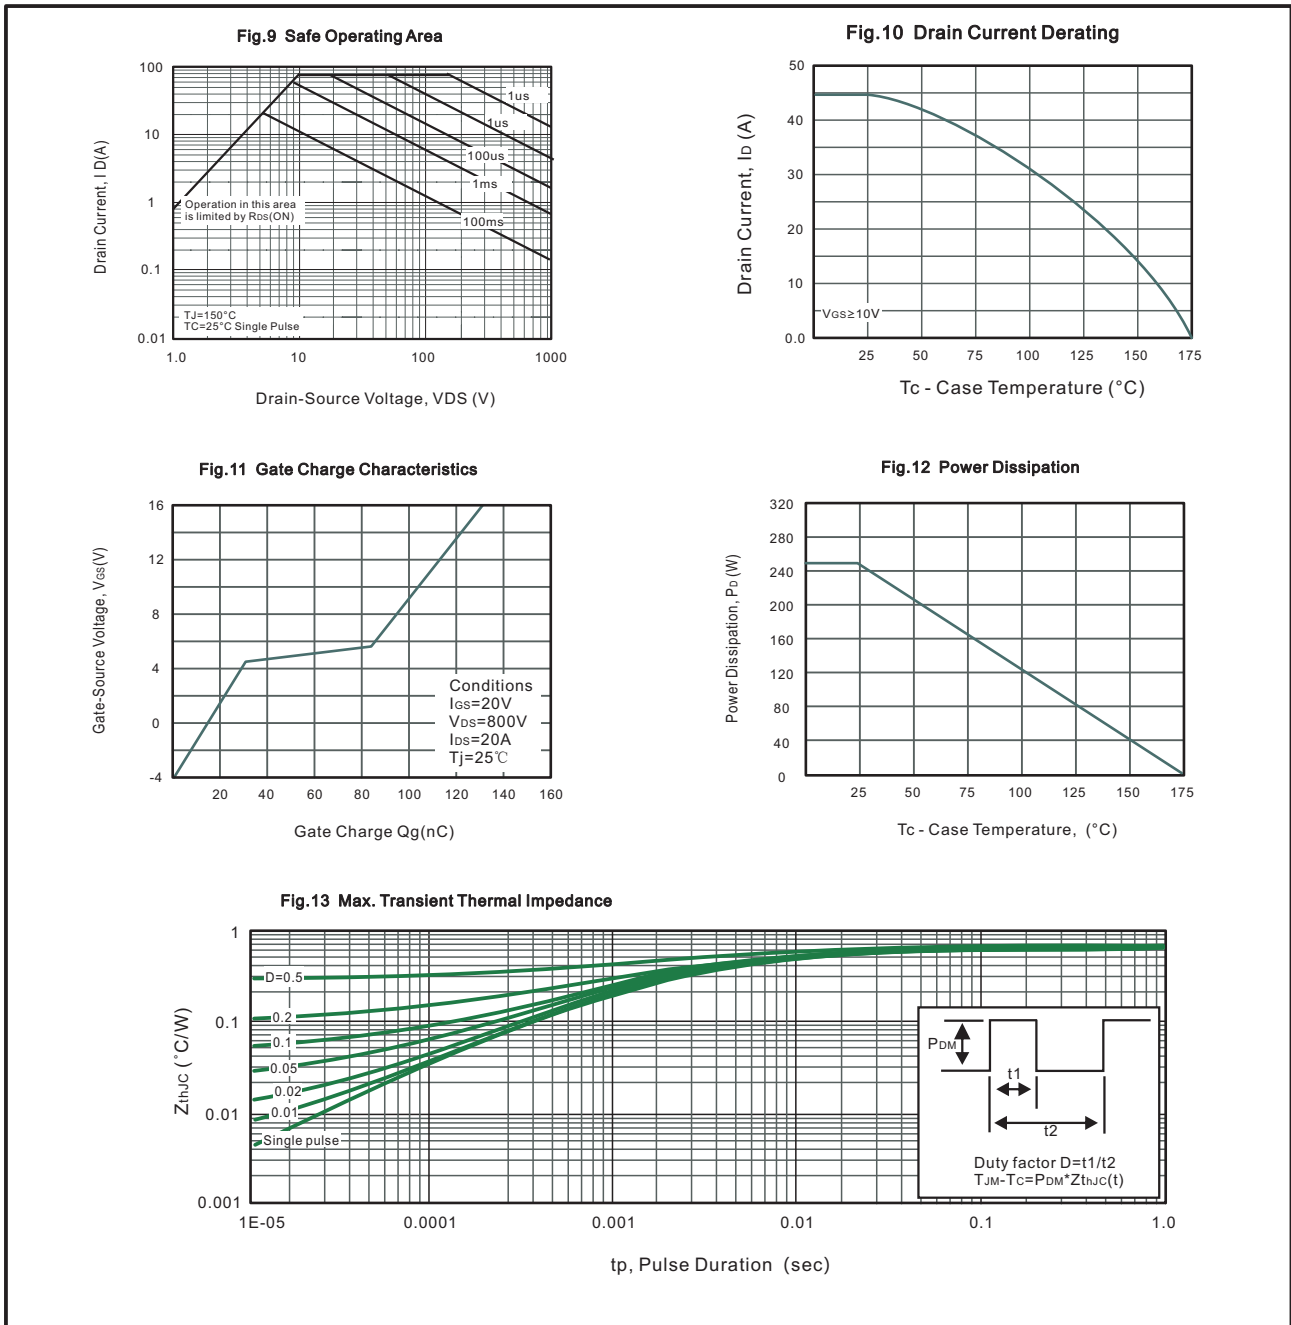 Fig.9 Safe Operating Area
100
10
1
0.1
0.01
Drain Current, I D(A)
1us
1us
100us
1ms
100ms
Operation in this area
is limited by RDS(ON)
TJ=150°C
TC=25°C Single Pulse
1.0
10
100
1000
Drain-Source Voltage, VDS (V)
Fig.10 Drain Current Derating
50
40
30
20
10
0.0
Drain Current, ID (A)
VGS≥10V
25
50
75
100
125
150
175
Tc - Case Temperature (°C)
Fig.11 Gate Charge Characteristics
16
12
8
4
0
-4
Gate-Source Voltage, VGS(V)
Conditions
IGS=20V
VDS=800V
IDS=20A
Tj=25℃
20
40
60
80
100
120
140
160
Gate Charge Qg(nC)
Fig.12 Power Dissipation
320
280
240
200
160
120
80
40
0
Power Dissipation, PD (W)
25
50
75
100
125
150
175
Tc - Case Temperature, (°C)
Fig.13 Max. Transient Thermal Impedance
1
0.1
0.01
0.001
ZthJC (°C/W)
D=0.5
0.2
0.1
0.05
0.02
0.01
Single pulse
PDM
t1
t2
Duty factor D=t1/t2
TJM-TC=PDM*ZthJC(t)
1E-05
0.0001
0.001
0.01
0.1
1.0
tp, Pulse Duration (sec)